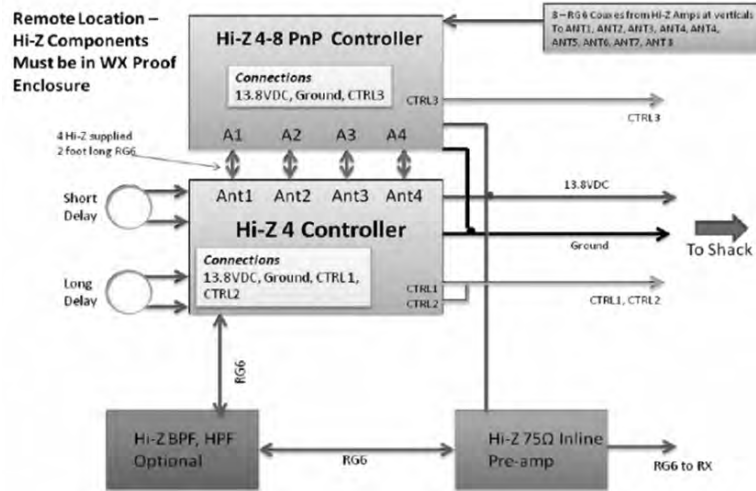 Remote Location –
Hi-Z Components
Must be in WX Proof
Enclosure
Hi-Z 4-8 PnP Controller
Connections
13.8VDC, Ground, CTRL3
CTRL3
A1 A2 A3 A4
8 – RG6 Coaxes from Hi-Z Amps at verticals
To ANT1, ANT2, ANT3, ANT4, ANT4,
ANT5, ANT6, ANT7, ANT8
CTRL3
4 Hi-Z supplied
2 foot long RG6
Short
Delay
Long
Delay
Ant1 Ant2 Ant3 Ant4
Hi-Z 4 Controller
Connections
13.8VDC, Ground, CTRL1,
CTRL2
CTRL1
CTRL2
13.8VDC
Ground
CTRL1, CTRL2
To Shack
RG6
Hi-Z BPF, HPF
Optional
RG6
Hi-Z 75Ω Inline
Pre-amp
RG6 to RX